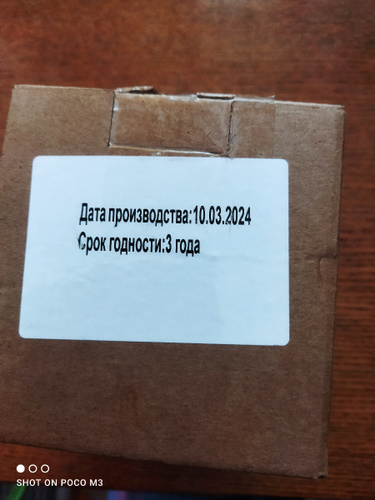 Дата производства:10.03.2024
Срок годности:3 года
SHOT ON POCO M3